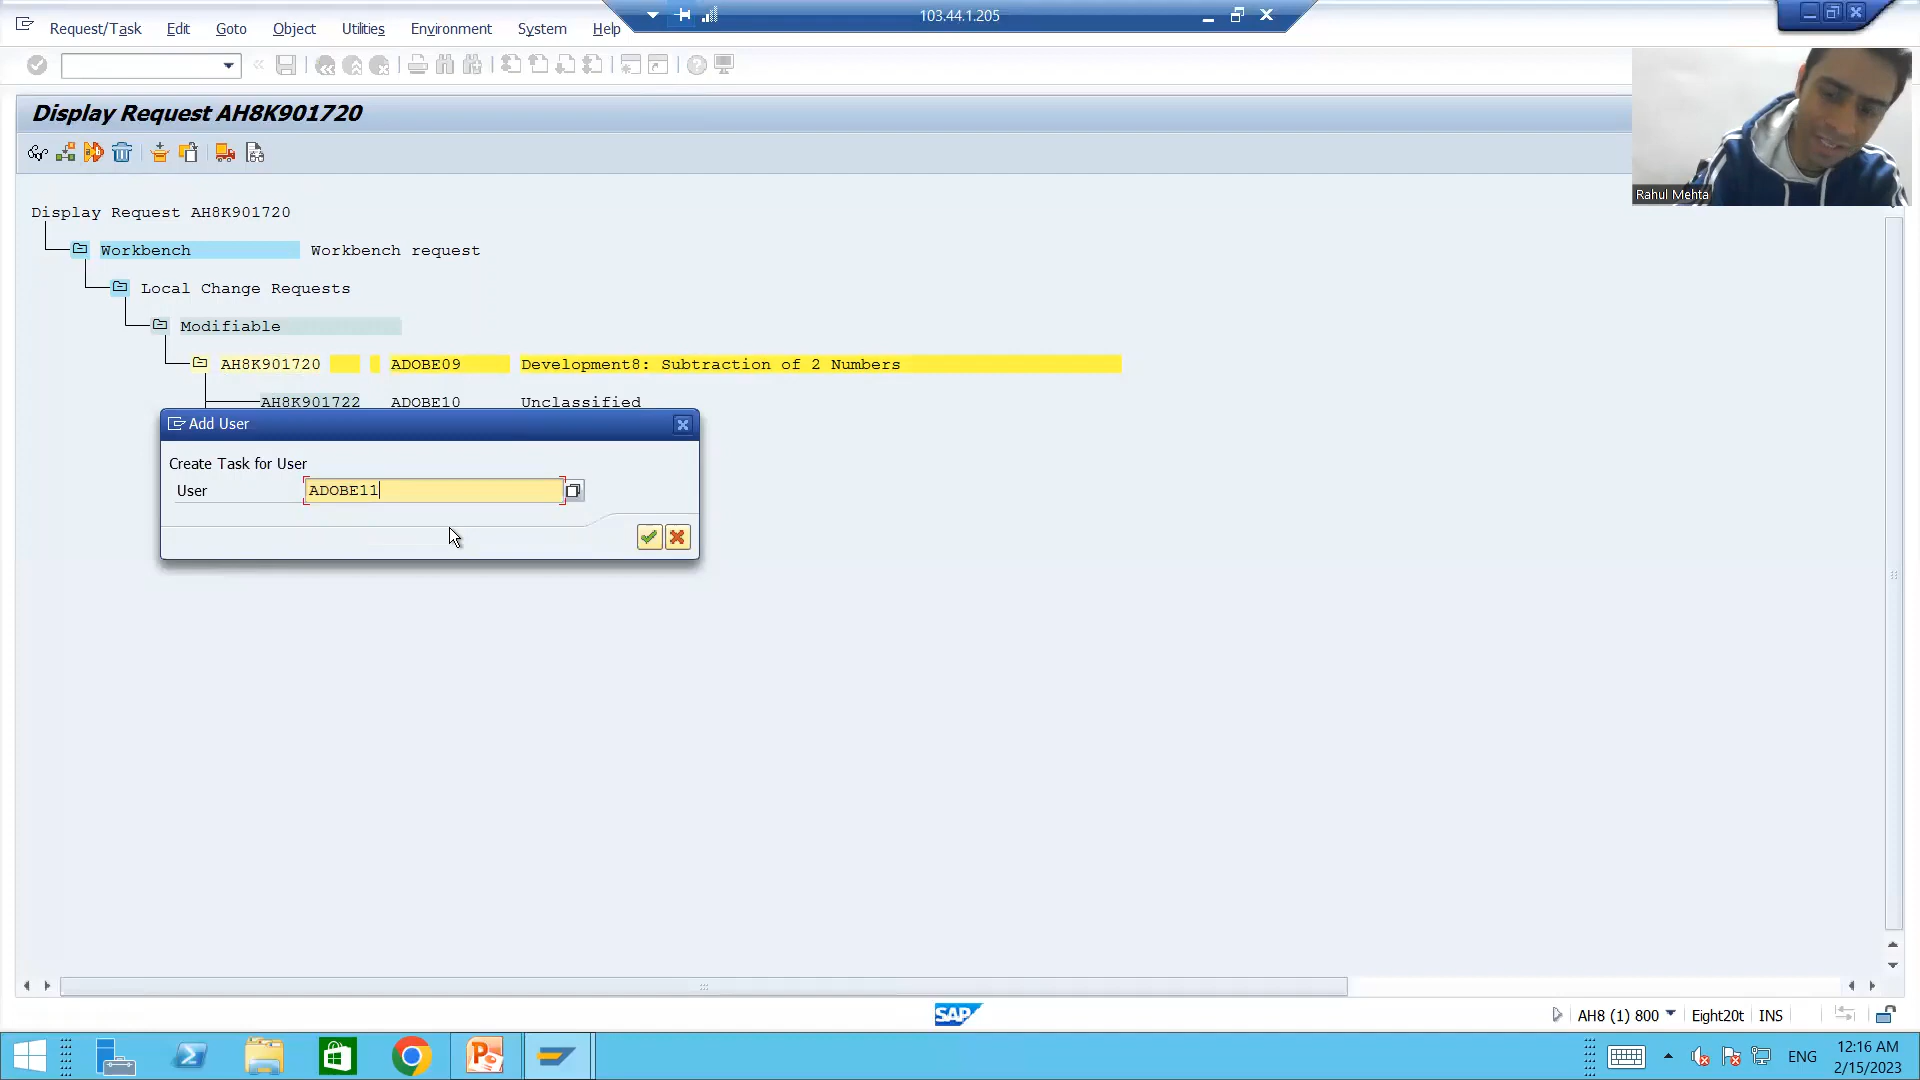 103.44.1.205
Request/Task Edit Goto Object Utilities Environment System Help
Display Request AH8K901720
Rahul Mehta
Display Request AH8K901720
Workbench Workbench request
Local Change Requests
Modifiable
AH8K901720 ADOBE09 Development8: Subtraction of 2 Numbers
AH8K901722 ADOBE10 Unclassified
Add User
Create Task for User
User ADOBE11
SAP
AH8 (1) 800 Eight20t INS
ENG
12:16 AM
2/15/2023